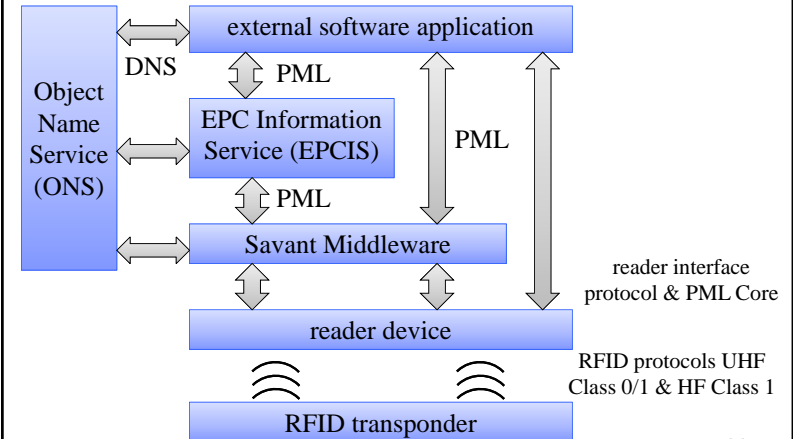 external software application
DNS
PML
Object
Name
Service
(ONS)
EPC Information
Service (EPCIS)
PML
PML
Savant Middleware
reader interface
protocol & PML Core
reader device
RFID protocols UHF
Class 0/1 & HF Class 1
RFID transponder